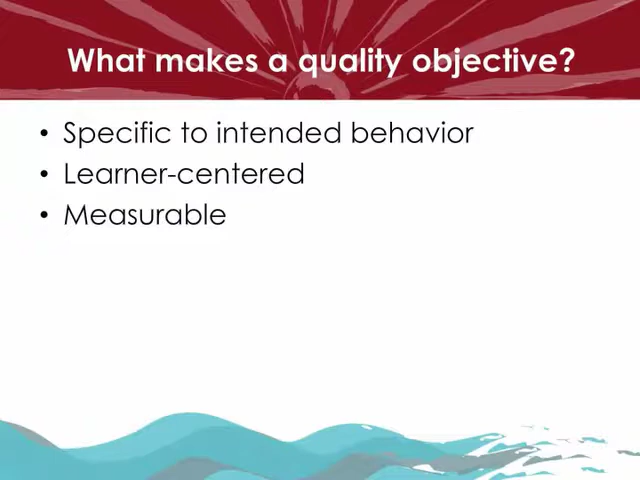 What makes a quality objective?
• Specific to intended behavior
• Learner-centered
• Measurable